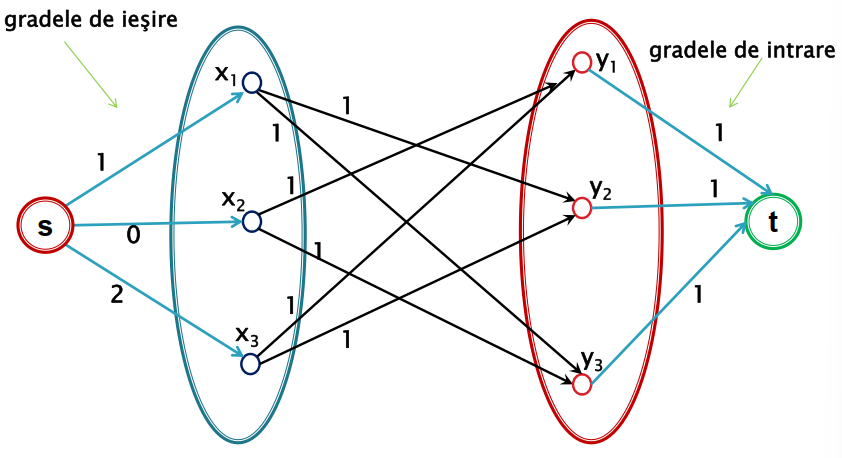 gradele de ieşire
gradele de intrare
x1
y1
1
1
1
1
x2
y2
1
1
s
t
0
1
2
1
1
x3
1
y3